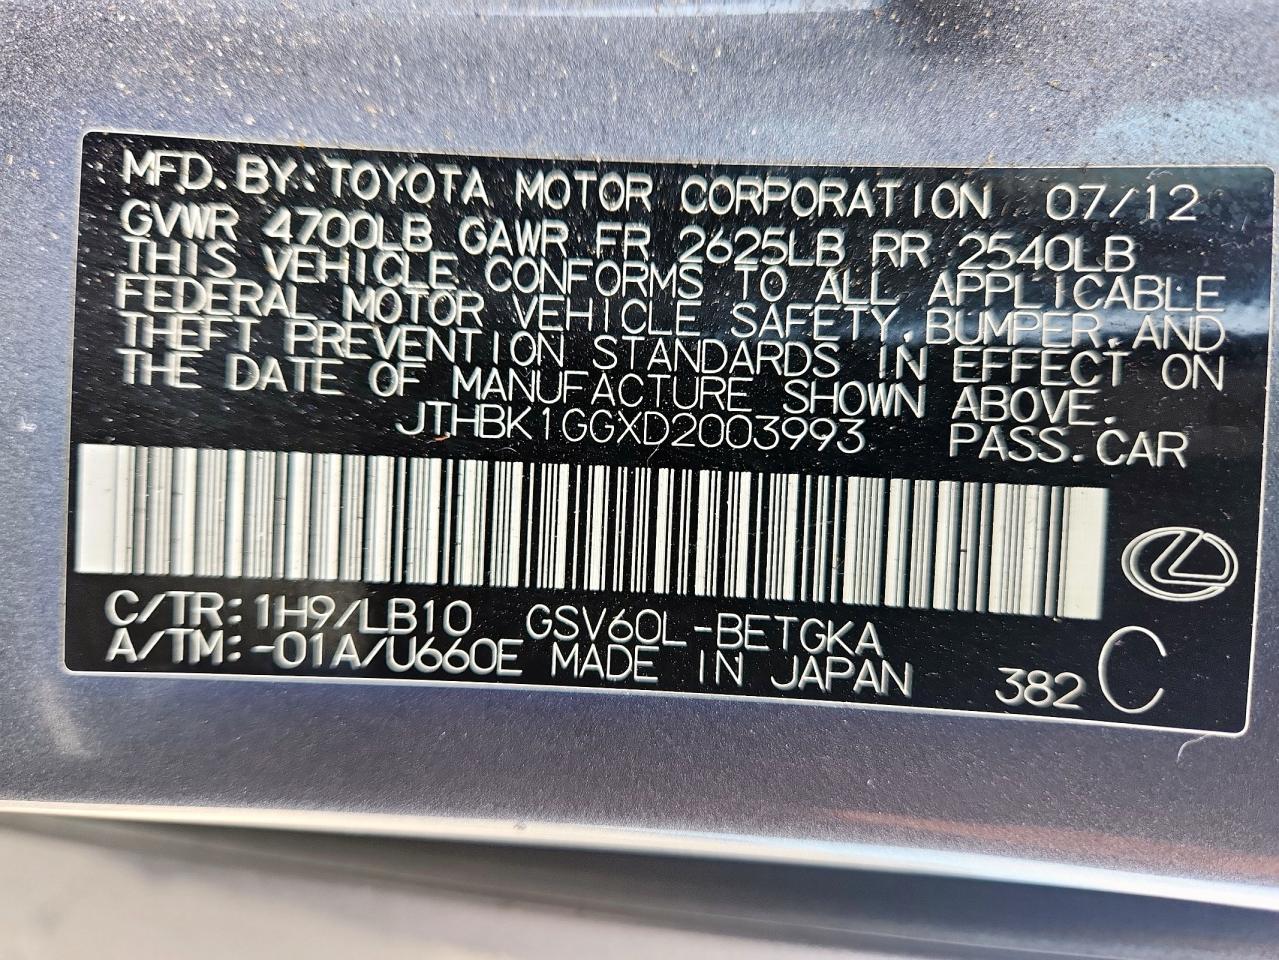 MFD. BY: TOYOTA MOTOR CORPORATION 07/12
GVWR 4700LB GAWR FR 2625LB RR 2540LB
THIS VEHICLE CONFORMS TO ALL APPLICABLE
FEDERAL MOTOR VEHICLE SAFETY, BUMPER, AND
THEFT PREVENTION STANDARDS IN EFFECT ON
THE DATE OF MANUFACTURE SHOWN ABOVE.
JTHBK1GGXD2003993 PASS. CAR
C/TR: 1H9/LB10 GSV60L-BETGKA
A/TM: -01A/U660E MADE IN JAPAN 382 C